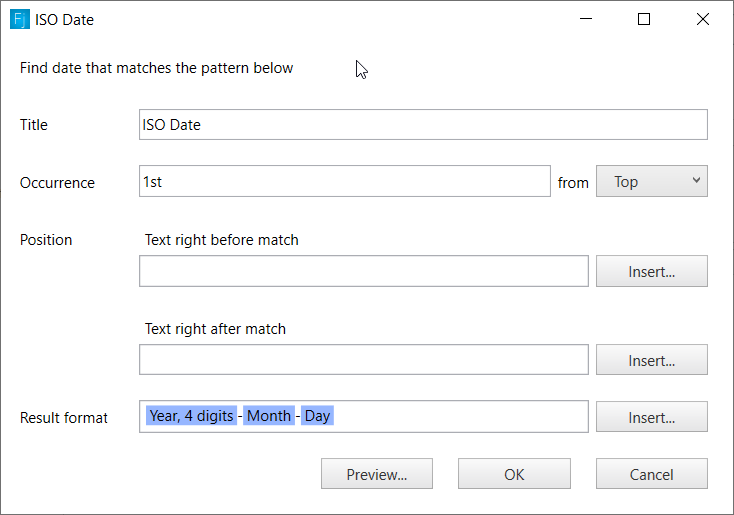 Fj ISO Date
Find date that matches the pattern below
Title ISO Date
Occurrence 1st from Top
Position Text right before match
Insert...
Text right after match
Insert...
Result format Year, 4 digits - Month - Day Insert...
Preview... OK Cancel